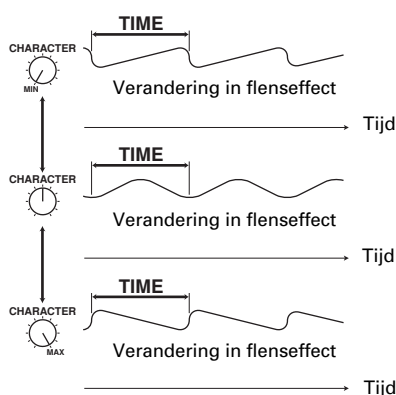 TIME
CHARACTER
MIN
Verandering in flenseffect
Tijd
TIME
CHARACTER
Verandering in flenseffect
Tijd
TIME
CHARACTER
MAX
Verandering in flenseffect
Tijd